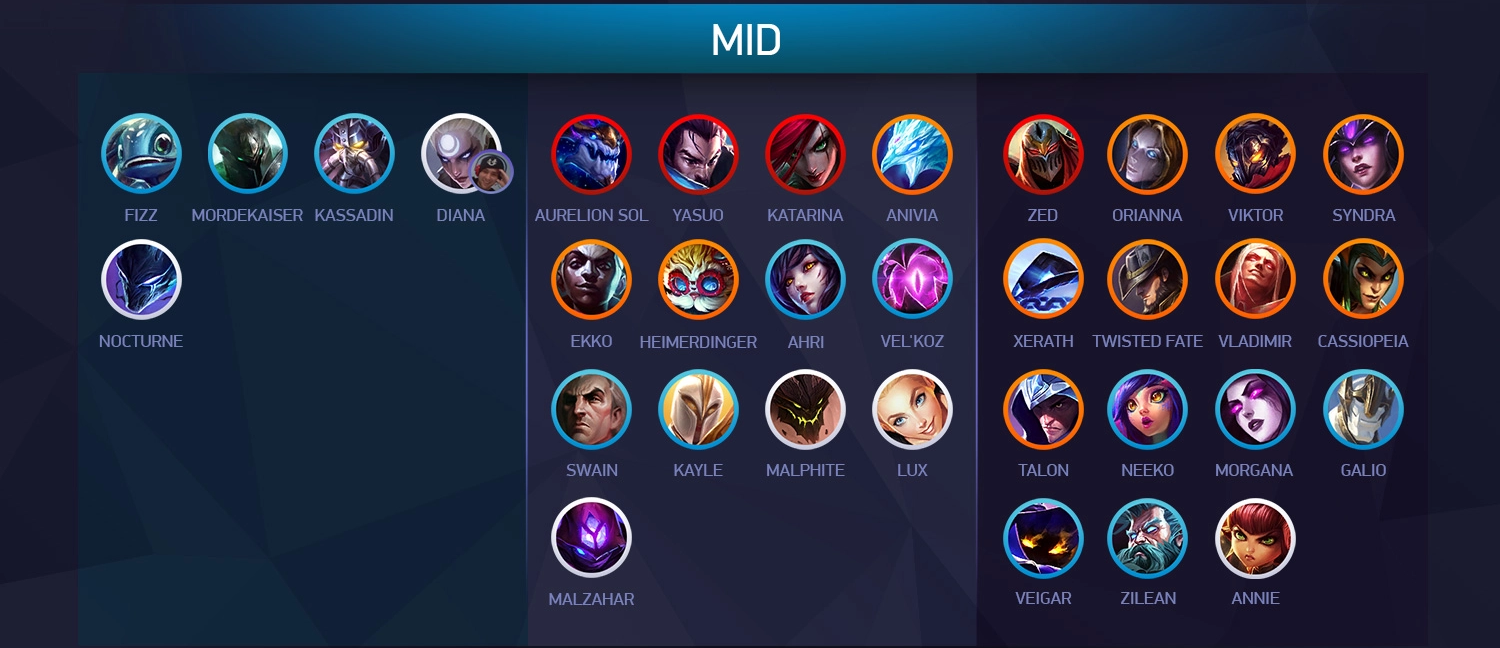 MID
FIZZ MORDEKAISER KASSADIN DIANA
NOCTURNE
AURELION SOL YASUO KATARINA ANIVIA
EKKO HEIMERDINGER AHRI VEL'KOZ
SWAIN KAYLE MALPHITE LUX
MALZAHAR
ZED ORIANNA VIKTOR SYNDRA
XERATH TWISTED FATE VLADIMIR CASSIOPEIA
TALON NEEKO MORGANA GALIO
VEIGAR ZILEAN ANNIE